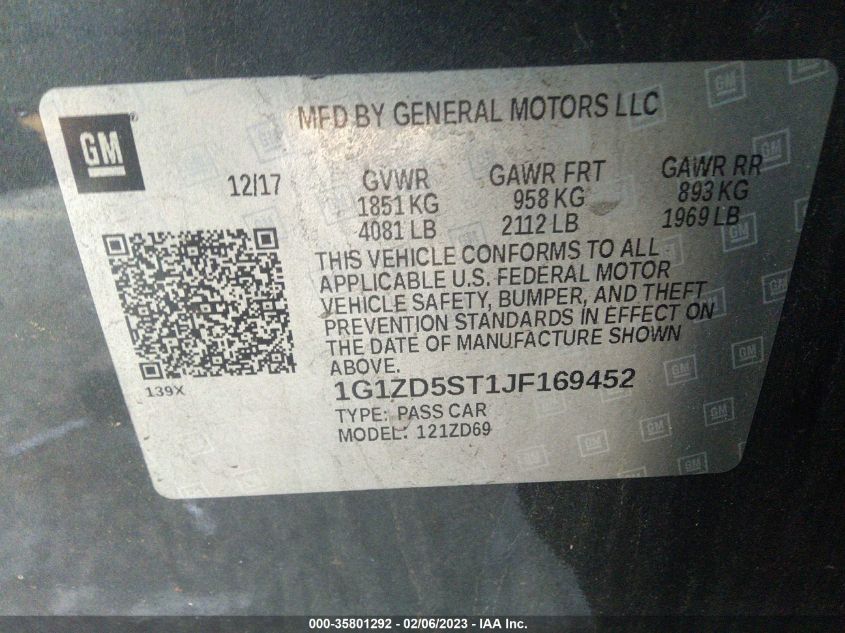 MFD BY GENERAL MOTORS LLC
GM
12/17
GVWR
1851 KG
4081 LB
GAWR FRT
958 KG
2112 LB
GAWR RR
893 KG
1969 LB
THIS VEHICLE CONFORMS TO ALL
APPLICABLE U.S. FEDERAL MOTOR
VEHICLE SAFETY, BUMPER, AND THEFT
PREVENTION STANDARDS IN EFFECT ON
THE DATE OF MANUFACTURE SHOWN
ABOVE.
139X
1G1ZD5ST1JF169452
TYPE: PASS CAR
MODEL: 121ZD69
000-35801292 - 02/06/2023 - IAA Inc.